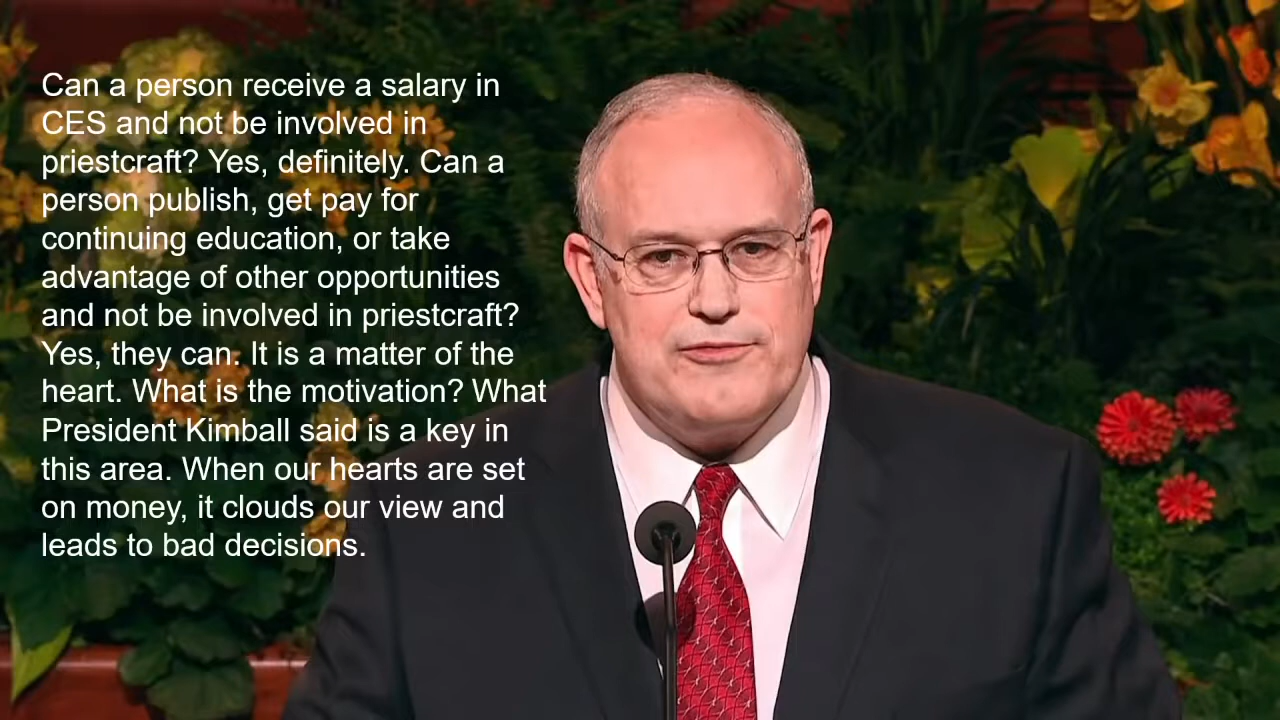 Can a person receive a salary in
CES and not be involved in
priestcraft? Yes, definitely. Can a
person publish, get pay for
continuing education, or take
advantage of other opportunities
and not be involved in priestcraft?
Yes, they can. It is a matter of the
heart. What is the motivation? What
President Kimball said is a key in
this area. When our hearts are set
on money, it clouds our view and
leads to bad decisions.